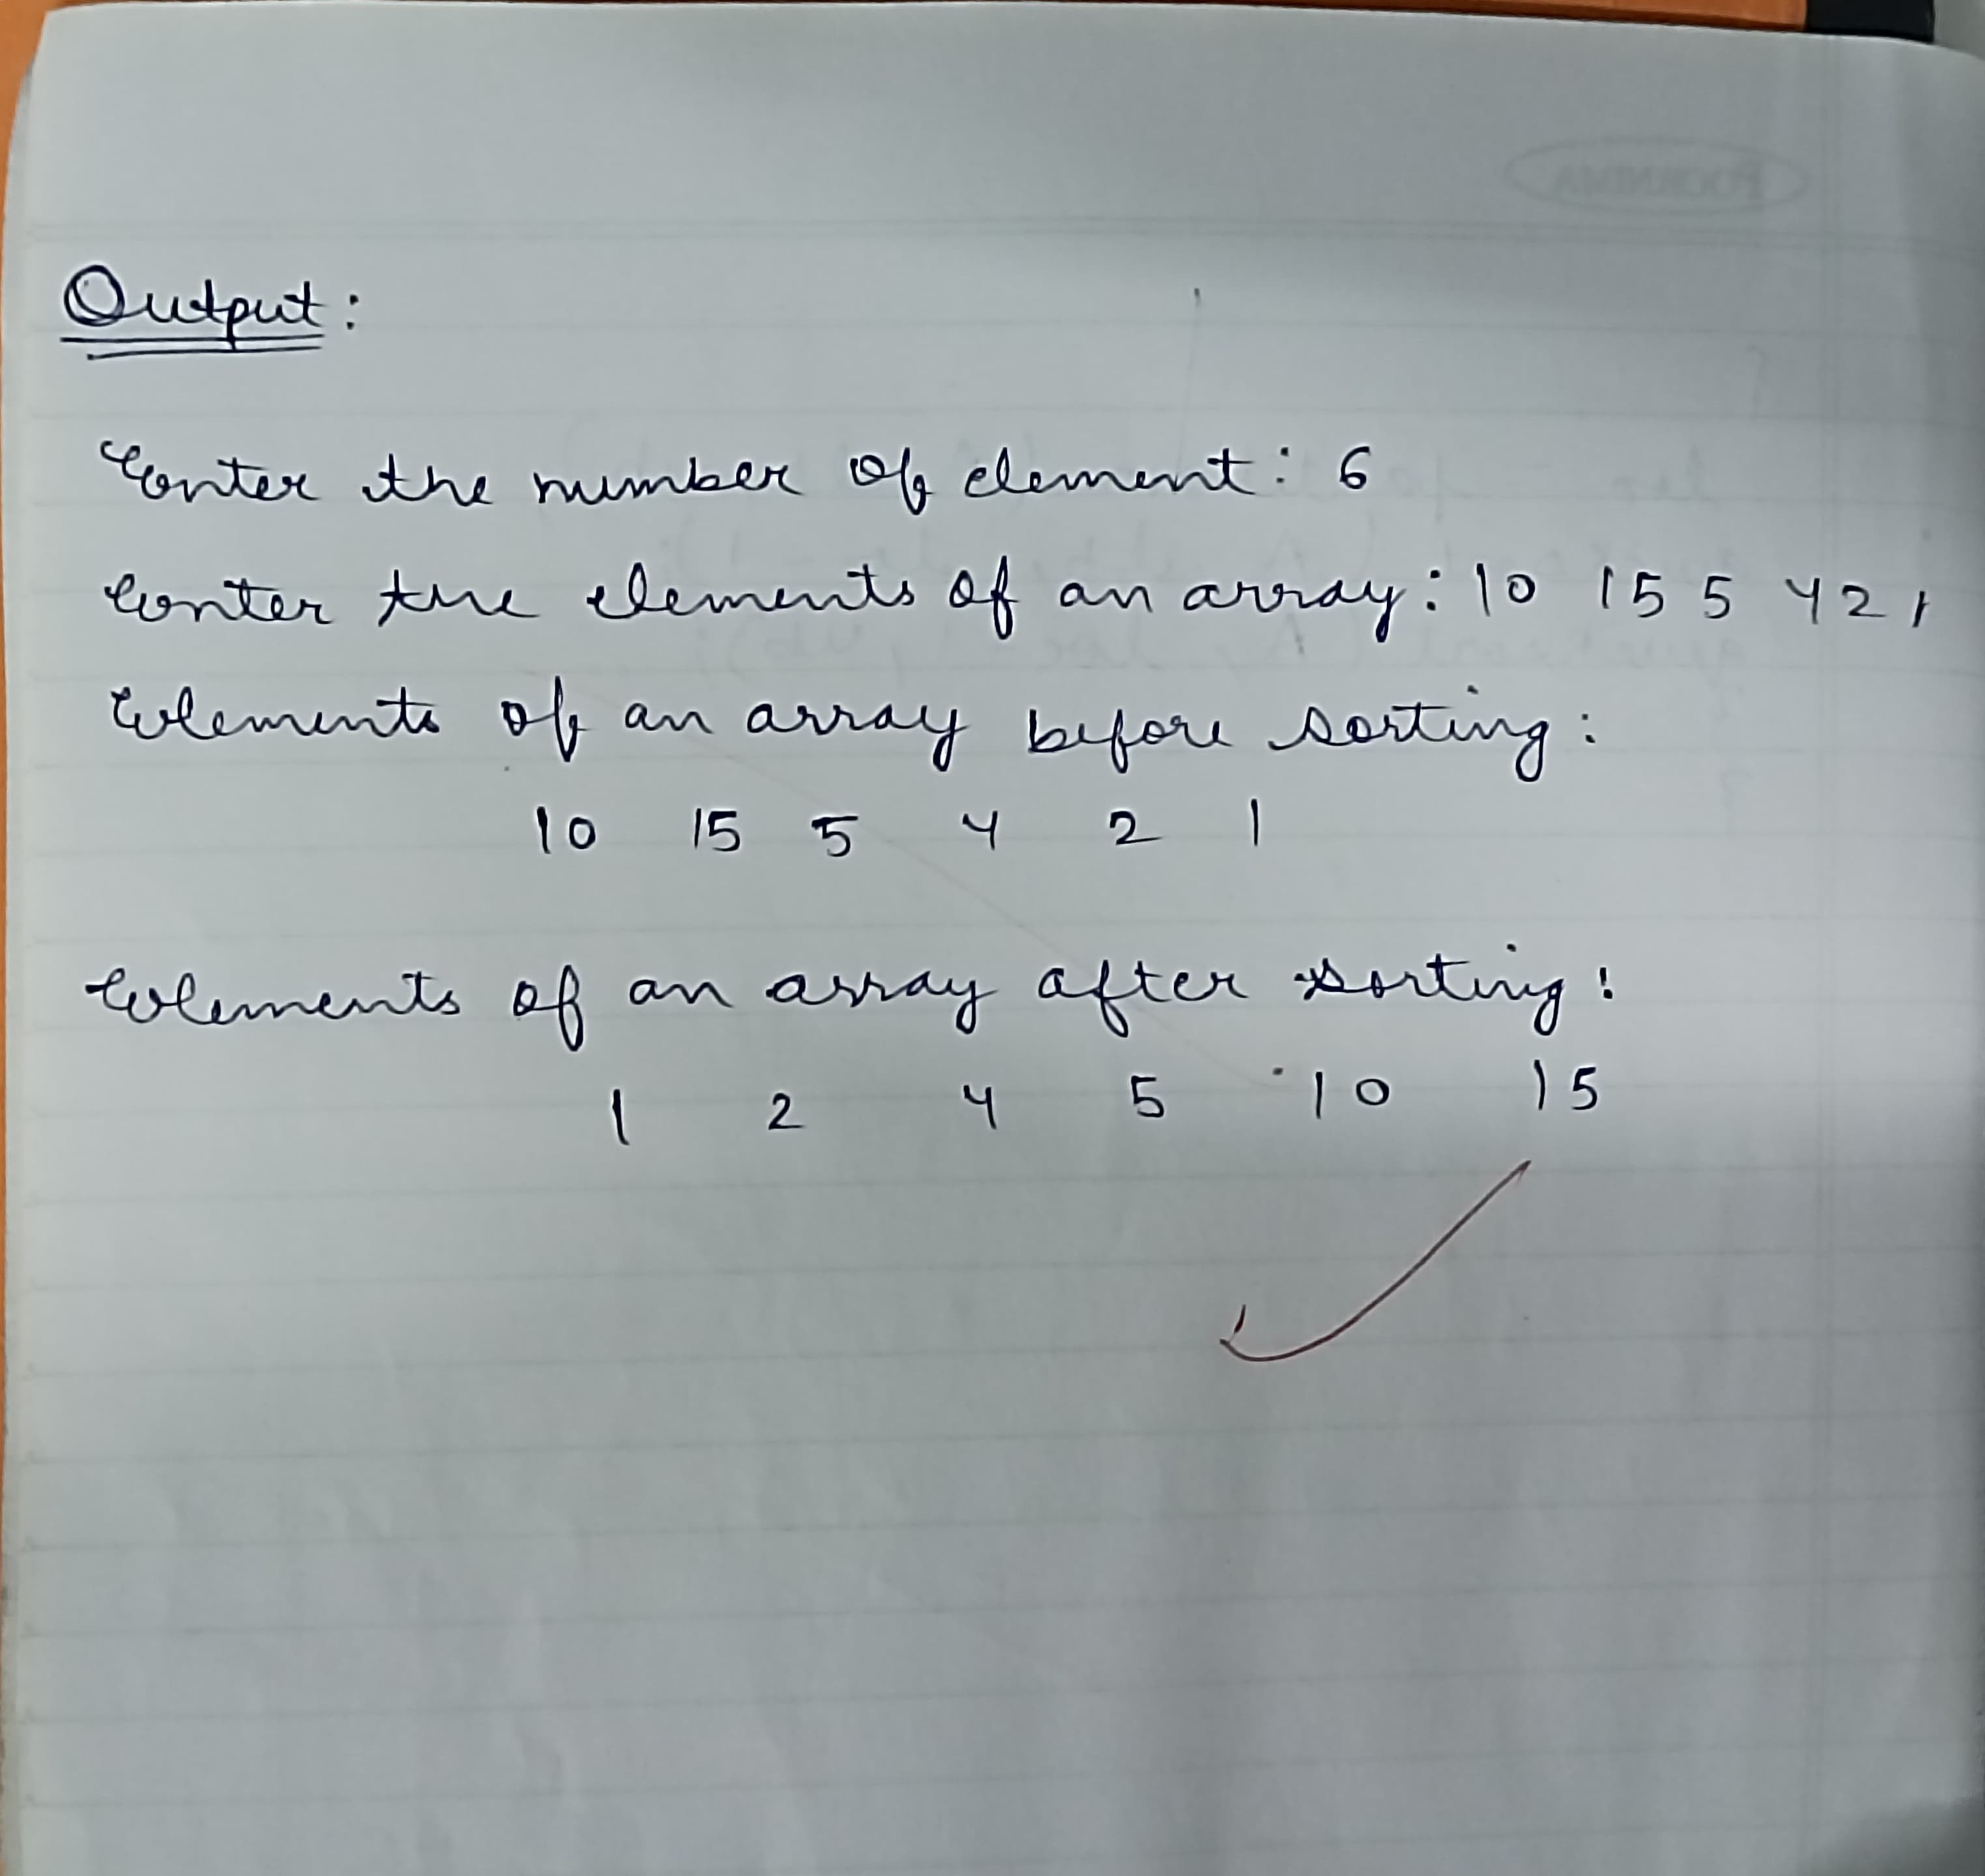 Output:
Enter the number of element: 6
Enter the elements of an array: 10 15 5 4 2 1
Elements of an array before sorting:
10 15 5 4 2 1
Elements of an array after sorting:
1 2 4 5 10 15